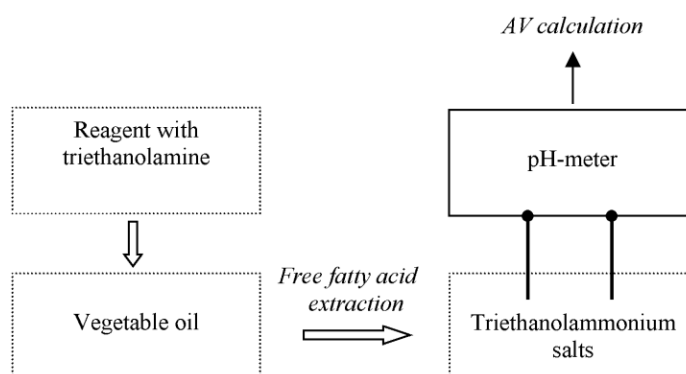 AV calculation
Reagent with
triethanolamine
pH-meter
Vegetable oil
Free fatty acid
extraction
Triethanolammonium
salts